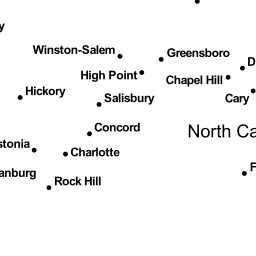 y
Winston-Salem
Greensboro
D
High Point
Chapel Hill
Hickory
Salisbury
Cary
Concord
North Ca
stonia
Charlotte
F
anburg
Rock Hill